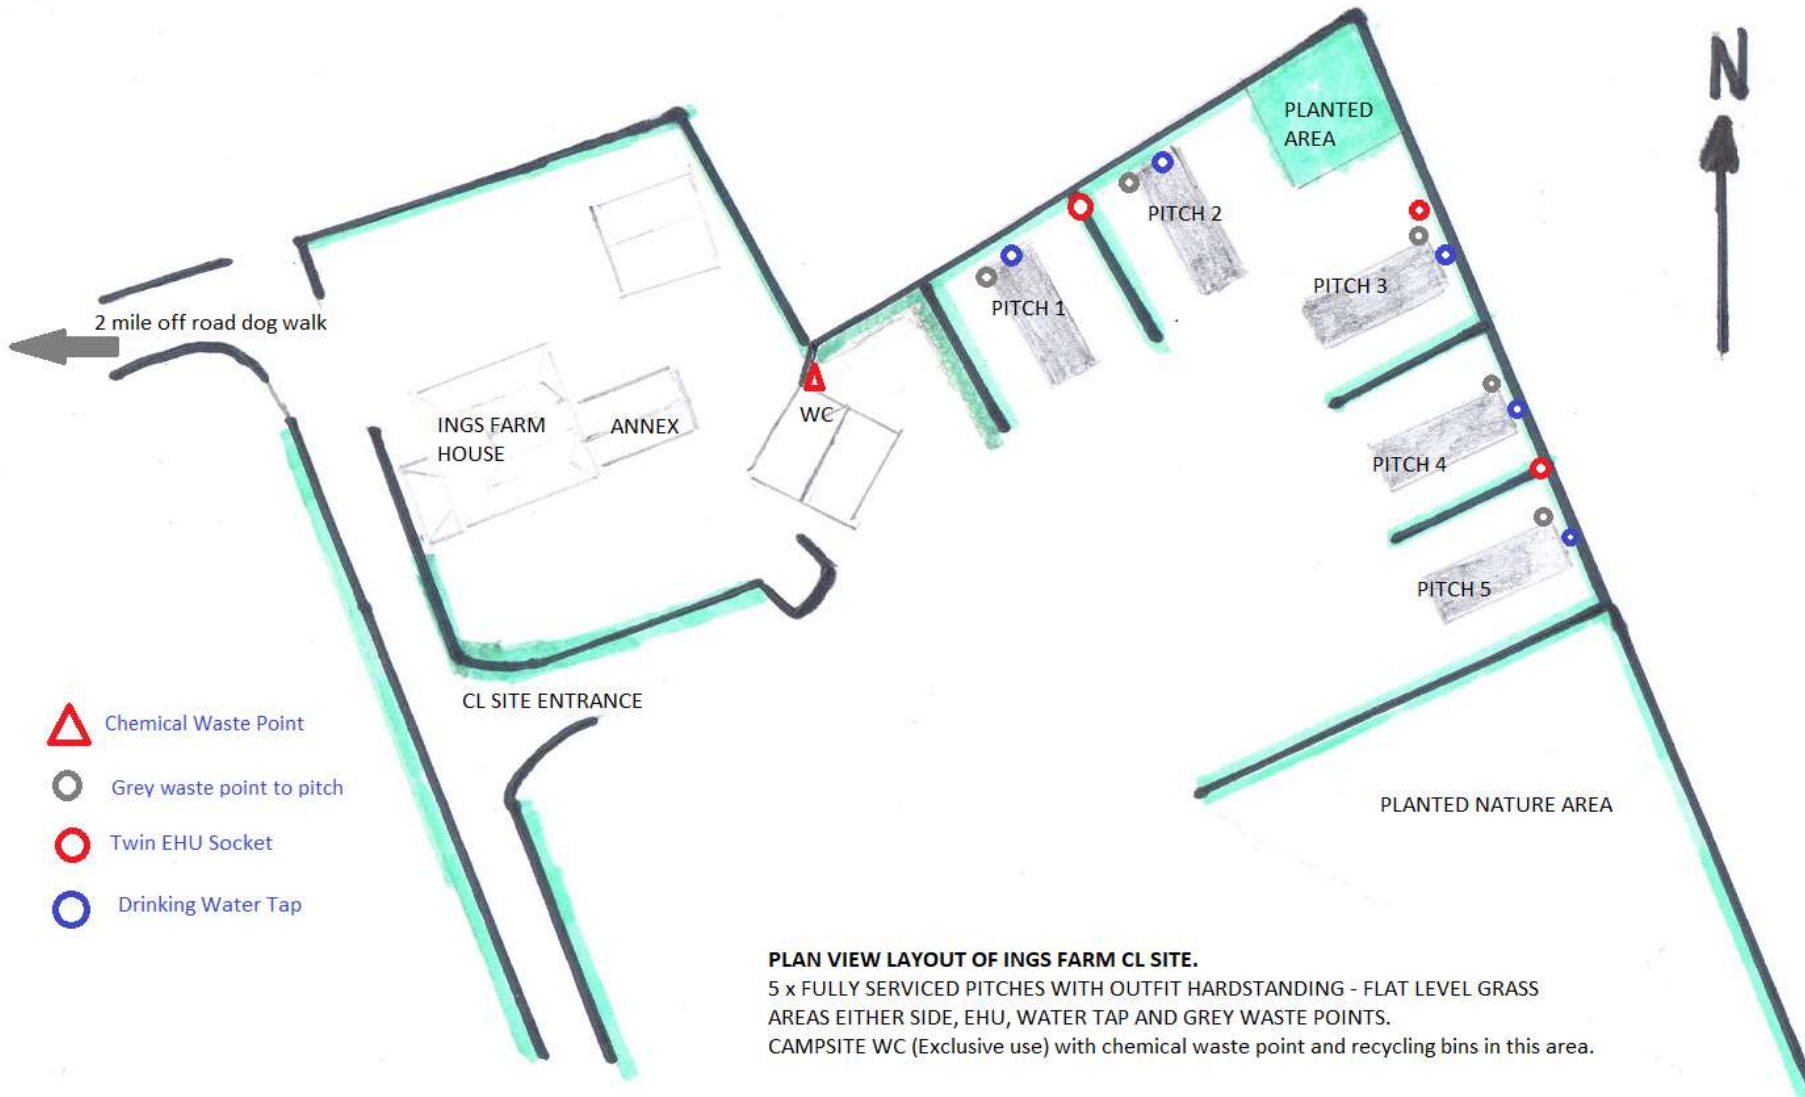 N
PLANTED
AREA
PITCH 2
PITCH 1
PITCH 3
2 mile off road dog walk
WC
INGS FARM
HOUSE
ANNEX
PITCH 4
PITCH 5
CL SITE ENTRANCE
Chemical Waste Point
Grey waste point to pitch
Twin EHU Socket
Drinking Water Tap
PLANTED NATURE AREA
PLAN VIEW LAYOUT OF INGS FARM CL SITE.
5 x FULLY SERVICED PITCHES WITH OUTFIT HARDSTANDING - FLAT LEVEL GRASS
AREAS EITHER SIDE, EHU, WATER TAP AND GREY WASTE POINTS.
CAMPSITE WC (Exclusive use) with chemical waste point and recycling bins in this area.